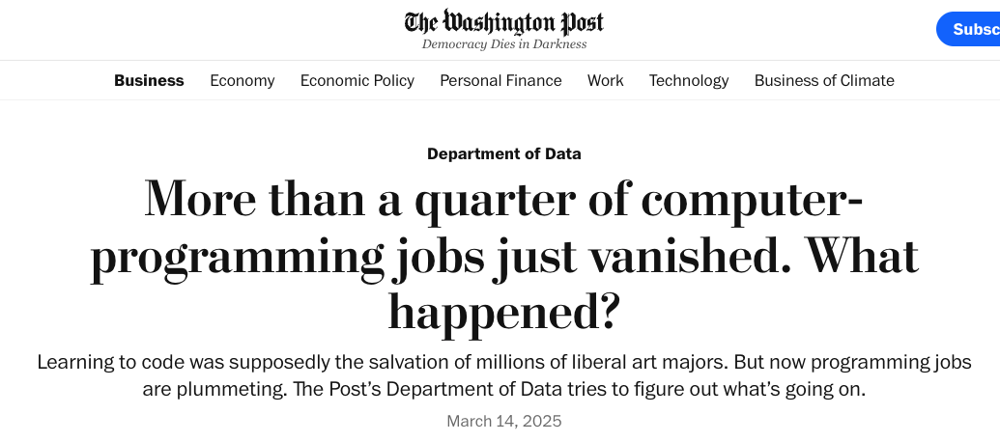 The Washington Post
Democracy Dies in Darkness
Subsc
Business Economy Economic Policy Personal Finance Work Technology Business of Climate
Department of Data
More than a quarter of computer-
programming jobs just vanished. What
happened?
Learning to code was supposedly the salvation of millions of liberal art majors. But now programming jobs
are plummeting. The Post’s Department of Data tries to figure out what’s going on.
March 14, 2025